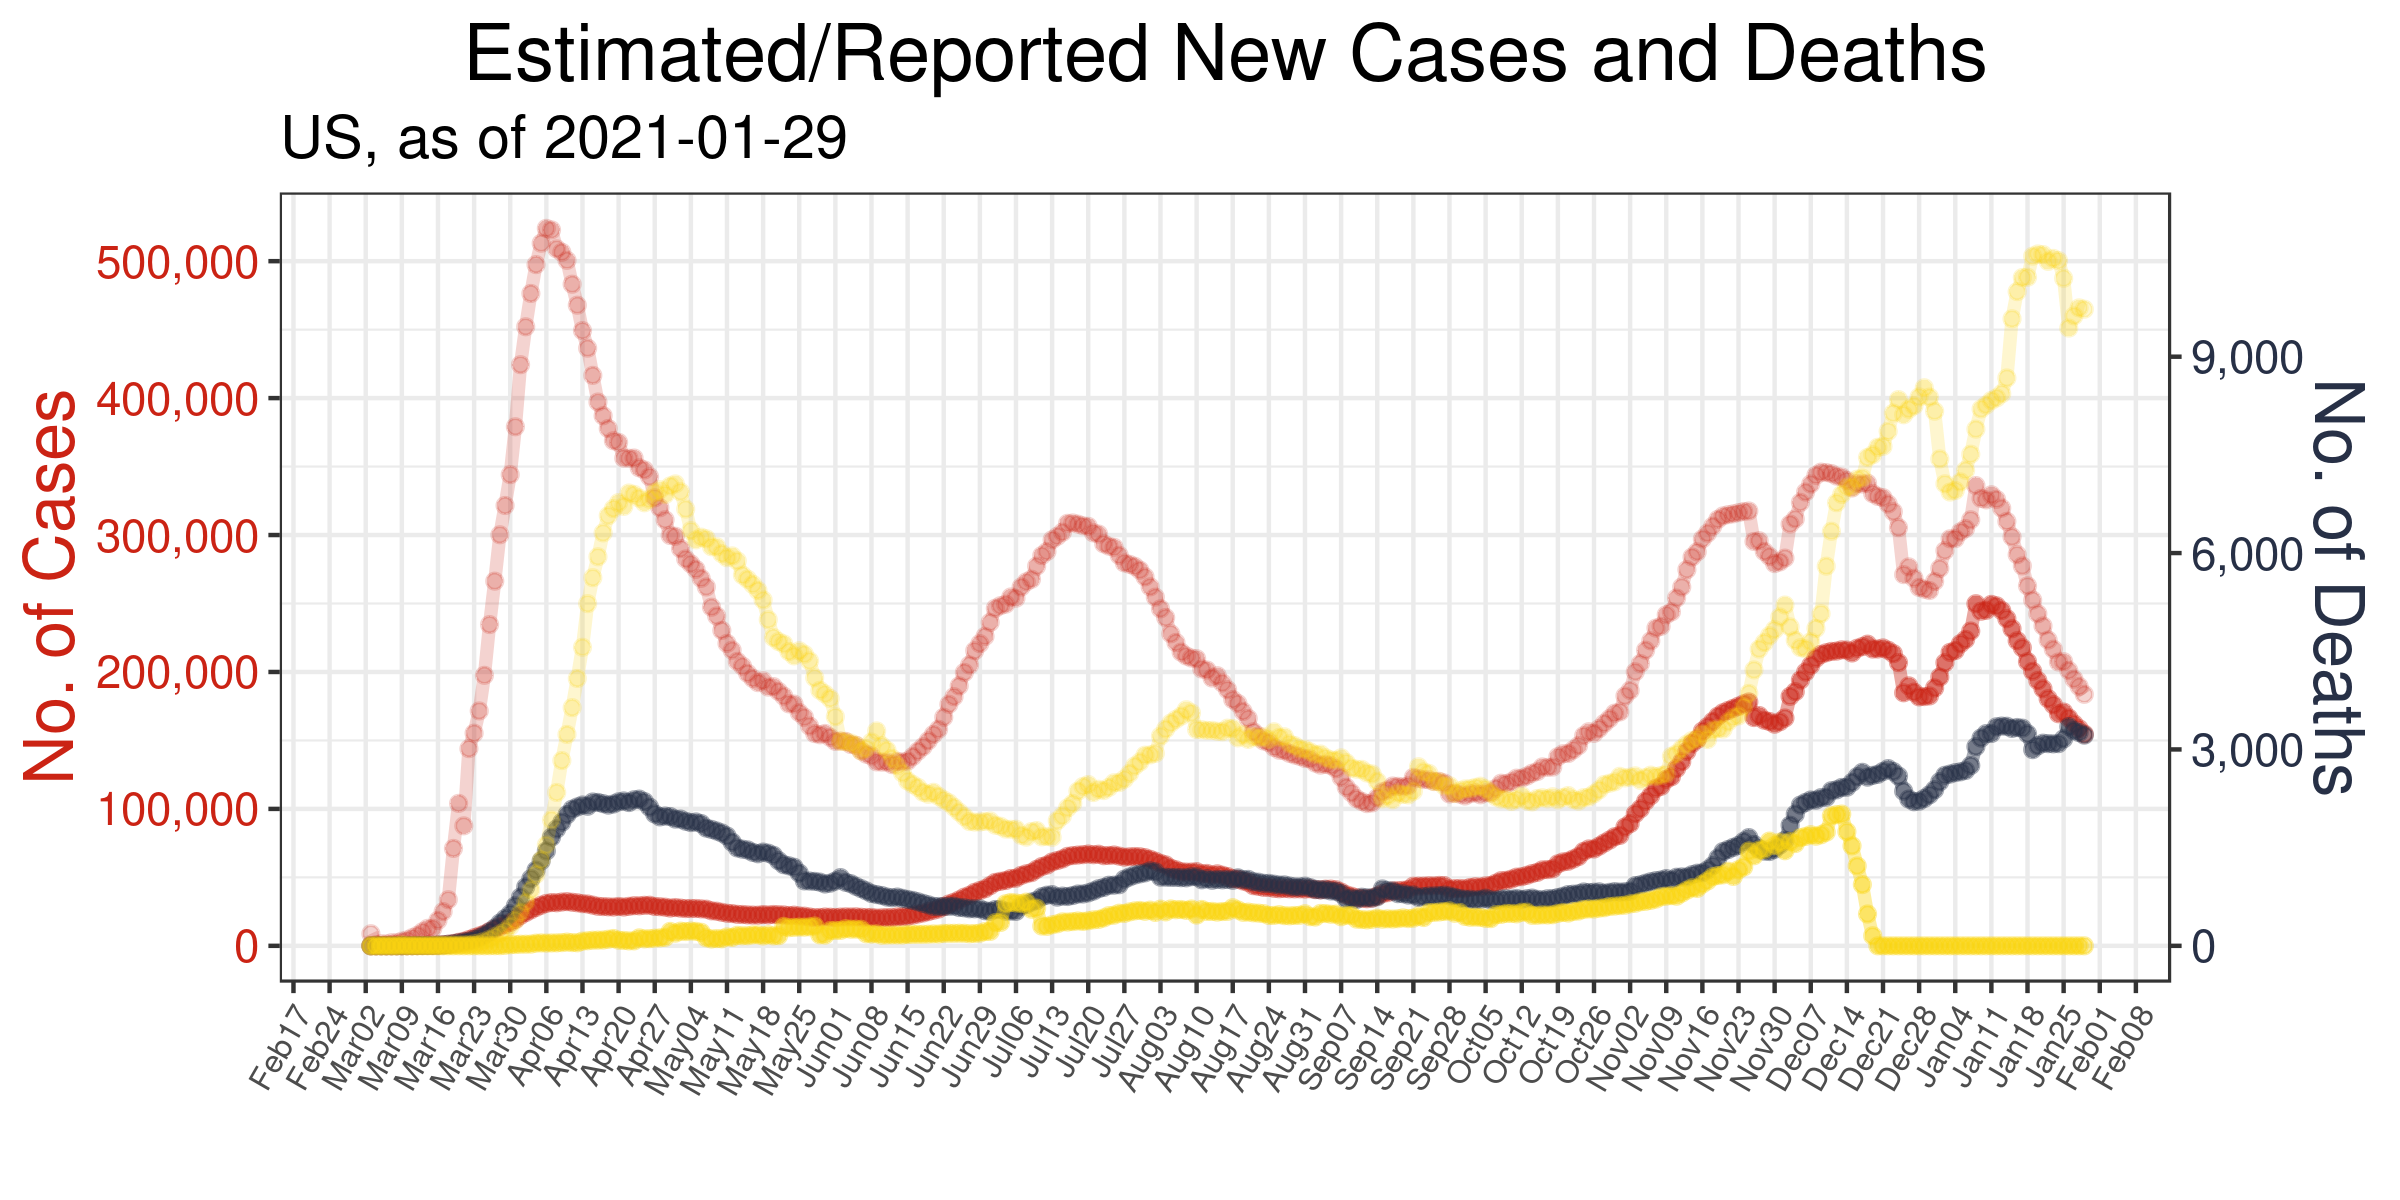 Estimated/Reported New Cases and Deaths
US, as of 2021-01-29
No. of Cases
500,000
400,000
300,000
200,000
100,000
0
9,000
6,000
3,000
0
No. of Deaths
Feb17
Feb24
Mar02
Mar09
Mar16
Mar23
Mar30
Apr06
Apr13
Apr20
Apr27
May04
May11
May18
May25
Jun01
Jun08
Jun15
Jun22
Jun29
Jul06
Jul13
Jul20
Jul27
Aug03
Aug10
Aug17
Aug24
Aug31
Sep07
Sep14
Sep21
Sep28
Oct05
Oct12
Oct19
Oct26
Nov02
Nov09
Nov16
Nov23
Nov30
Dec07
Dec14
Dec21
Dec28
Jan04
Jan11
Jan18
Jan25
Feb01
Feb08